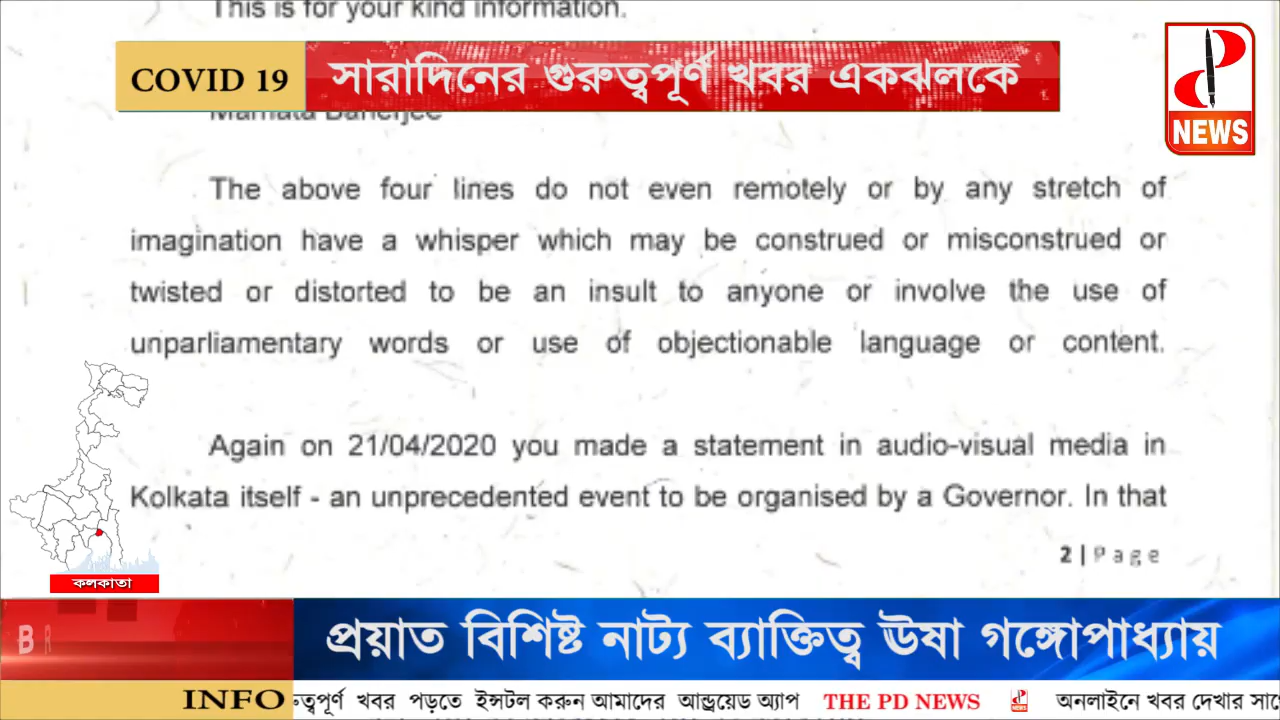 This is for your kind information.
COVID 19
সারাদিনের গুরুত্বপূর্ণ খবর একঝলকে
NEWS
Mamata Banerjee
The above four lines do not even remotely or by any stretch of
imagination have a whisper which may be construed or misconstrued or
twisted or distorted to be an insult to anyone or involve the use of
unparliamentary words or use of objectionable language or content.
Again on 21/04/2020 you made a statement in audio-visual media in
Kolkata itself - an unprecedented event to be organised by a Governor. In that
2 | Page
কলকাতা
প্রয়াত বিশিষ্ট নাট্য ব্যাক্তিত্ব ঊষা গঙ্গোপাধ্যায়
INFO
খবর পড়তে ইন্সটল করুন আমাদের আন্ড্রয়েড অ্যাপ THE PD NEWS অনলাইনে খবর দেখার